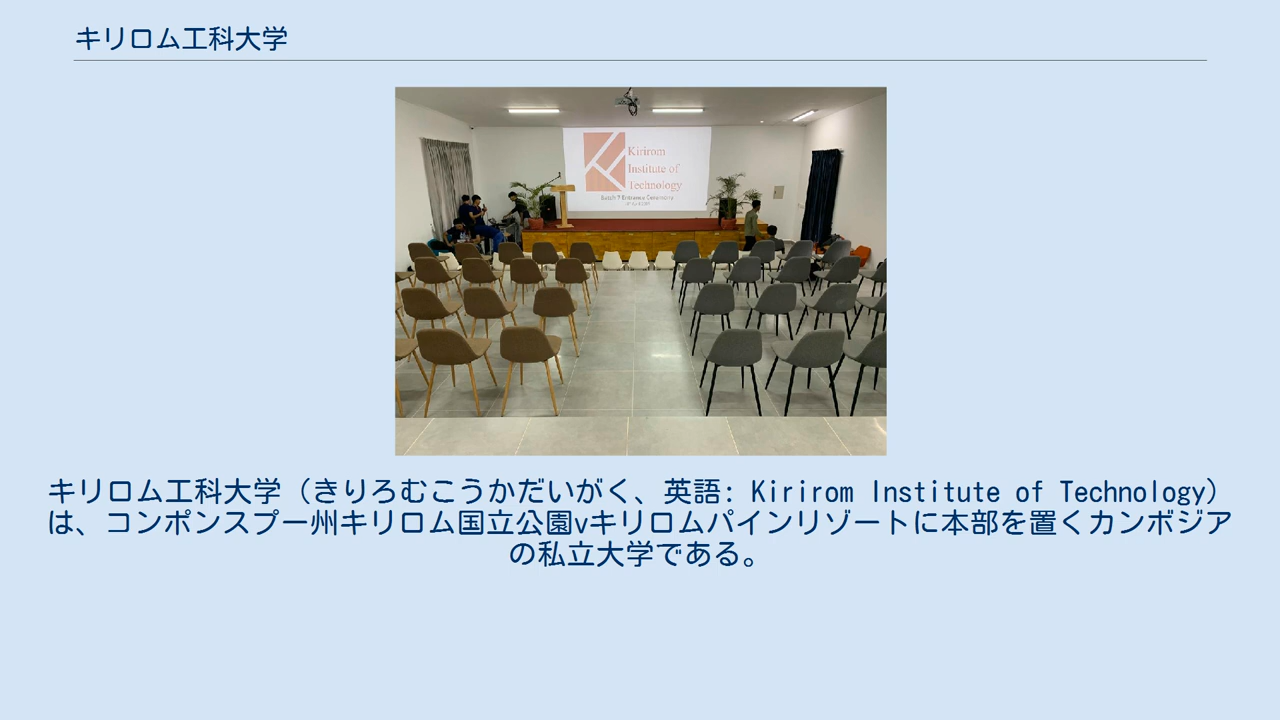 キリロム工科大学
Kirirom
Institute of
Technology
Batch 7 Entrance Ceremony
キリロム工科大学（きりろむこうかだいがく、英語: Kirirom Institute of Technology）
は、コンポンスプー州キリロム国立公園vキリロムパインリゾートに本部を置くカンボジア
の私立大学である。